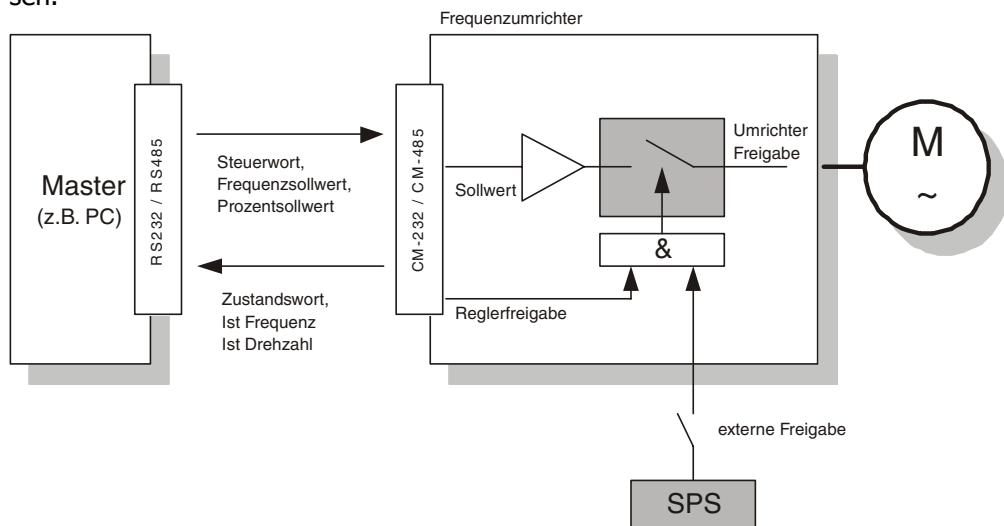 sen.
Frequenzumrichter
Master
(z.B. PC)
RS232 / RS485
Steuerwort,
Frequenzsollwert,
Prozentsollwert
Zustandswort,
Ist Frequenz
Ist Drehzahl
CM-232 / CM-485
Sollwert
Reglerfreigabe
&
Umrichter
Freigabe
M
~
externe Freigabe
SPS